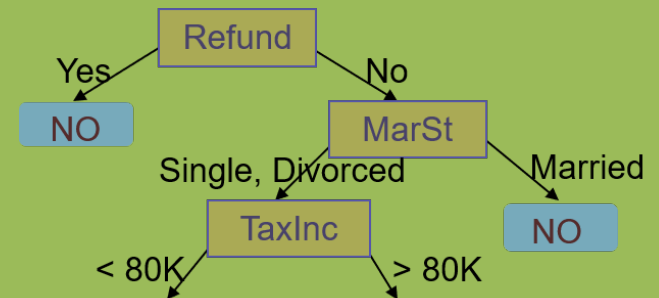 Refund
Yes
No
NO
MarSt
Single, Divorced
Married
TaxInc
NO
< 80K
> 80K